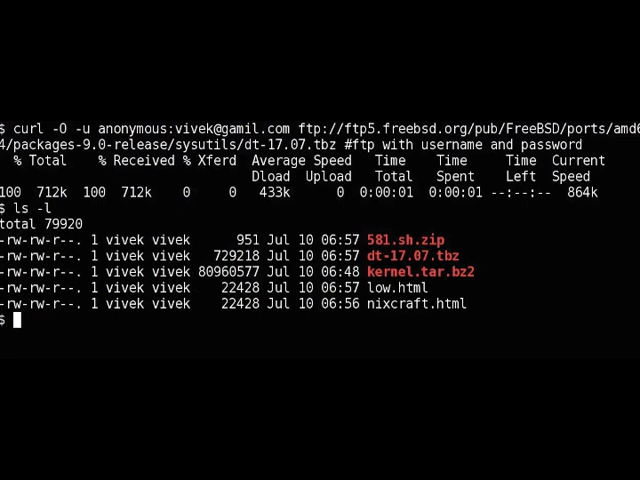 $ curl -O -u anonymous:vivek@gamil.com ftp://ftp5.freebsd.org/pub/FreeBSD/ports/amd6
4/packages-9.0-release/sysutils/dt-17.07.tbz #ftp with username and password
% Total % Received % Xferd Average Speed Time Time Time Current
Dload Upload Total Spent Left Speed
100 712k 100 712k 0 0 433k 0 0:00:01 0:00:01 --:--:-- 864k
$ ls -l
total 79920
-rw-rw-r--. 1 vivek vivek 951 Jul 10 06:57 581.sh.zip
-rw-rw-r--. 1 vivek vivek 729218 Jul 10 06:57 dt-17.07.tbz
-rw-rw-r--. 1 vivek vivek 80960577 Jul 10 06:48 kernel.tar.bz2
-rw-rw-r--. 1 vivek vivek 22428 Jul 10 06:57 low.html
-rw-rw-r--. 1 vivek vivek 22428 Jul 10 06:56 nixcraft.html
$